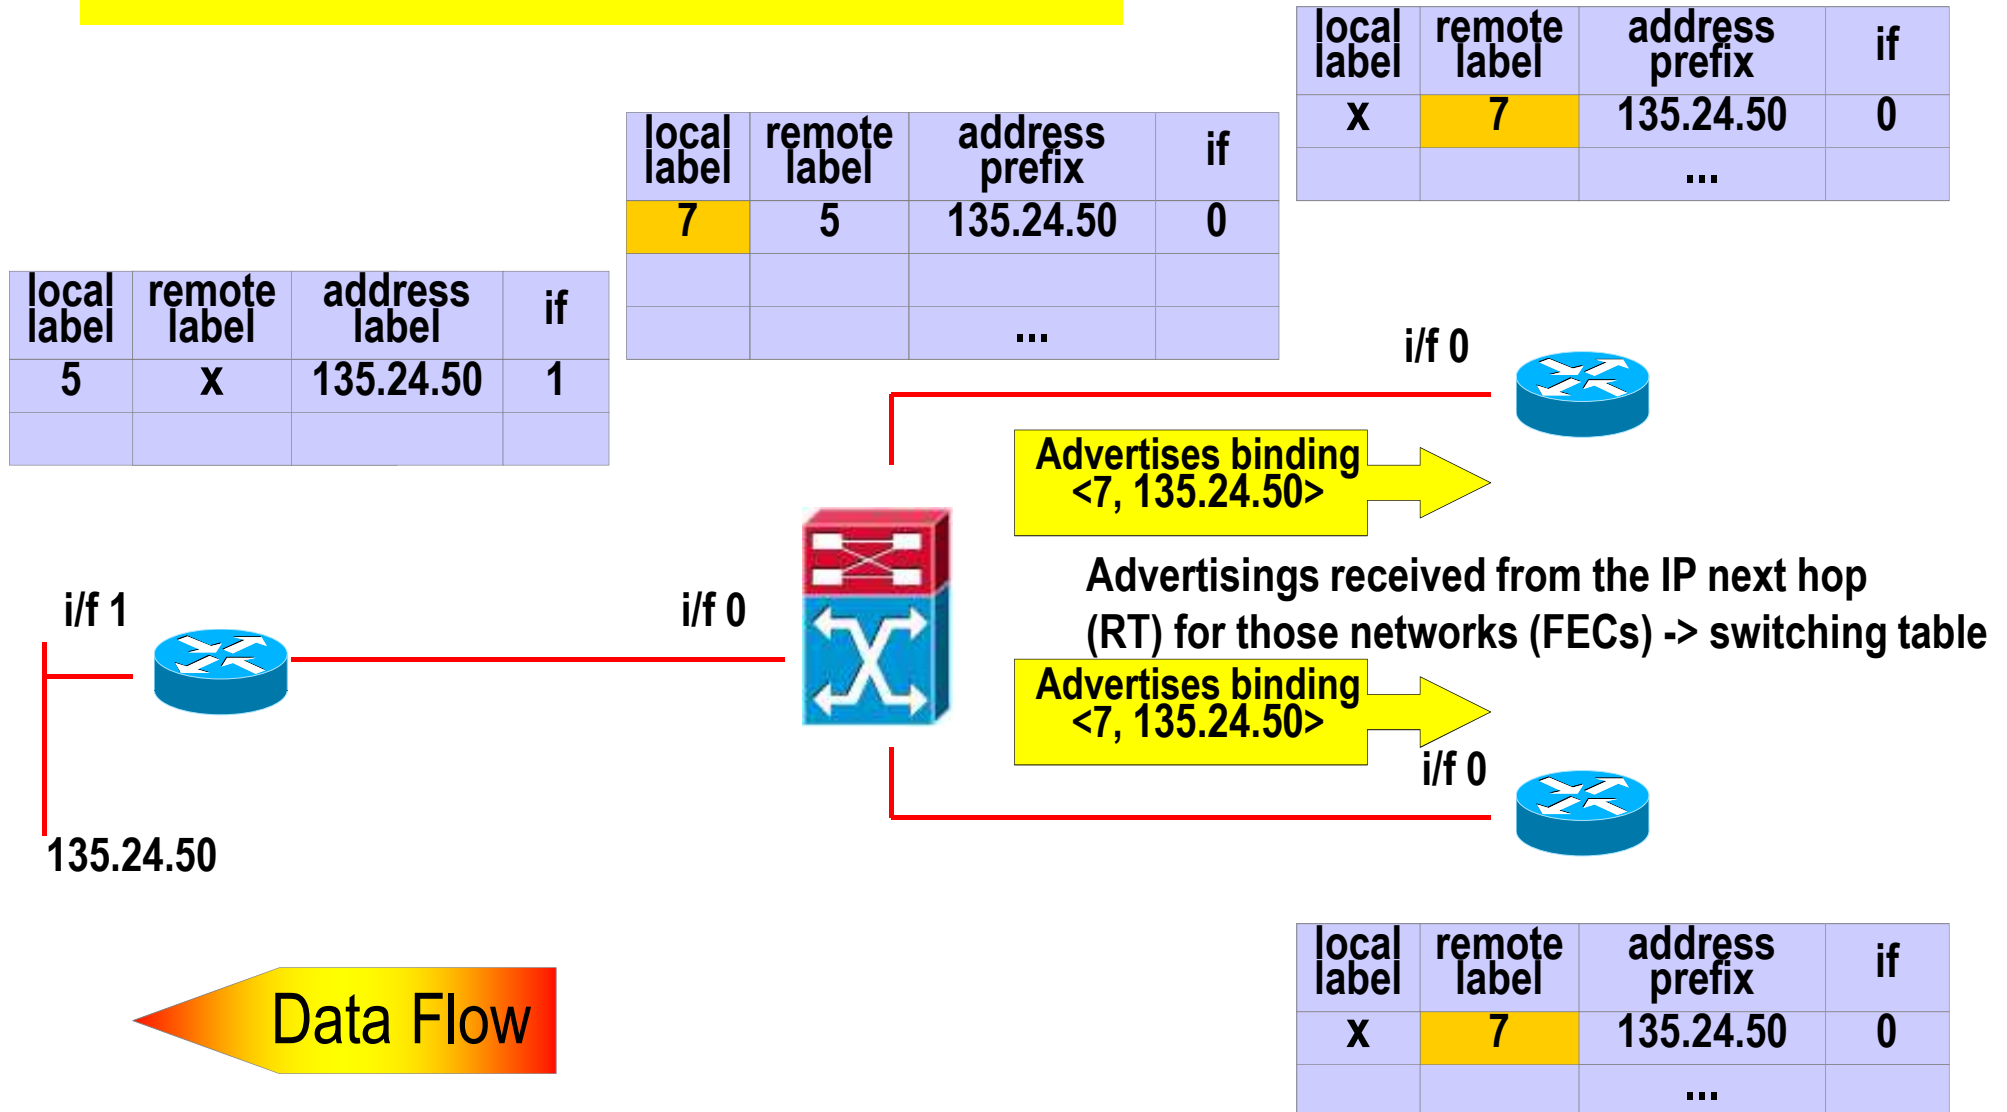 local label remote label address prefix if
x 7 135.24.50 0
...
local label remote label address prefix if
7 5 135.24.50 0
...
local label remote label address label if
5 x 135.24.50 1
i/f 0
Advertises binding
<7, 135.24.50>
Advertisings received from the IP next hop
(RT) for those networks (FECs) -> switching table
i/f 1
i/f 0
Advertises binding
<7, 135.24.50>
i/f 0
135.24.50
Data Flow
local label remote label address prefix if
x 7 135.24.50 0
...